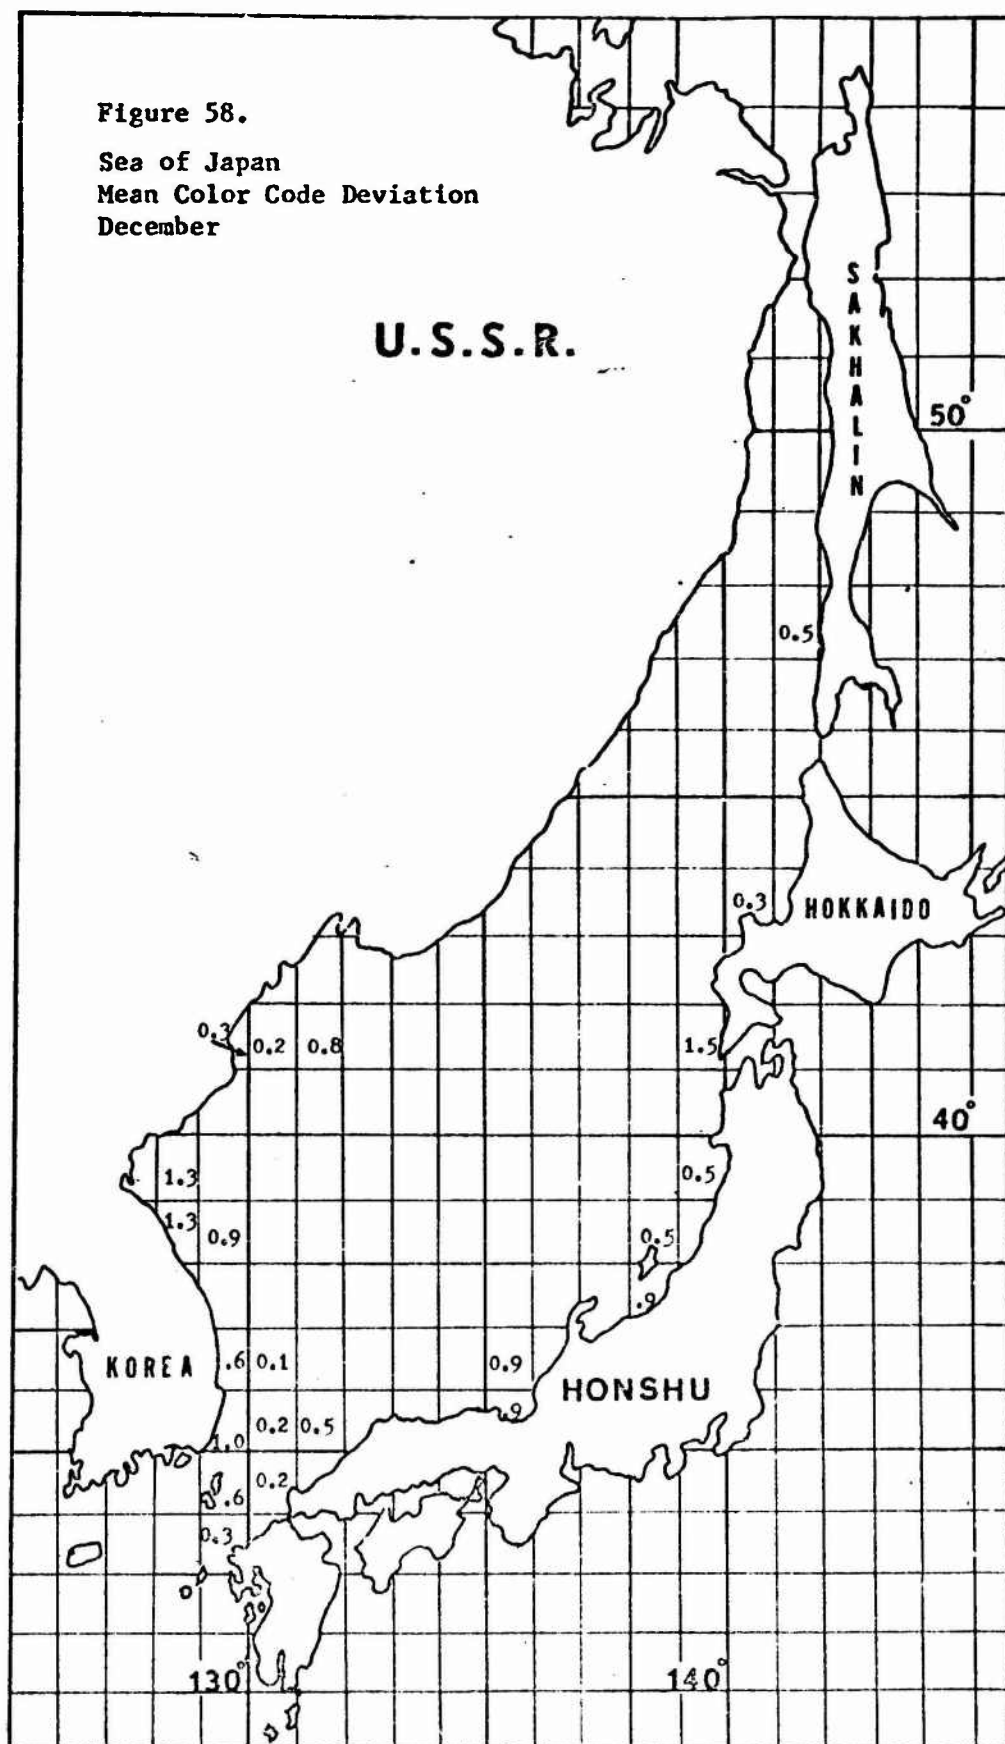 Figure 58.
Sea of Japan
Mean Color Code Deviation
December
U.S.S.R.
SAKHALIN
50°
0.5
0.3
HOKKAIDO
0.3
0.2 0.8
1.5
40°
1.3
0.5
1.3
0.9
0.5
.9
KOREA
.6 0.1
0.9
HONSHU
.9
0.2 0.5
1.0
0.2
.6
0.3
130°
140°